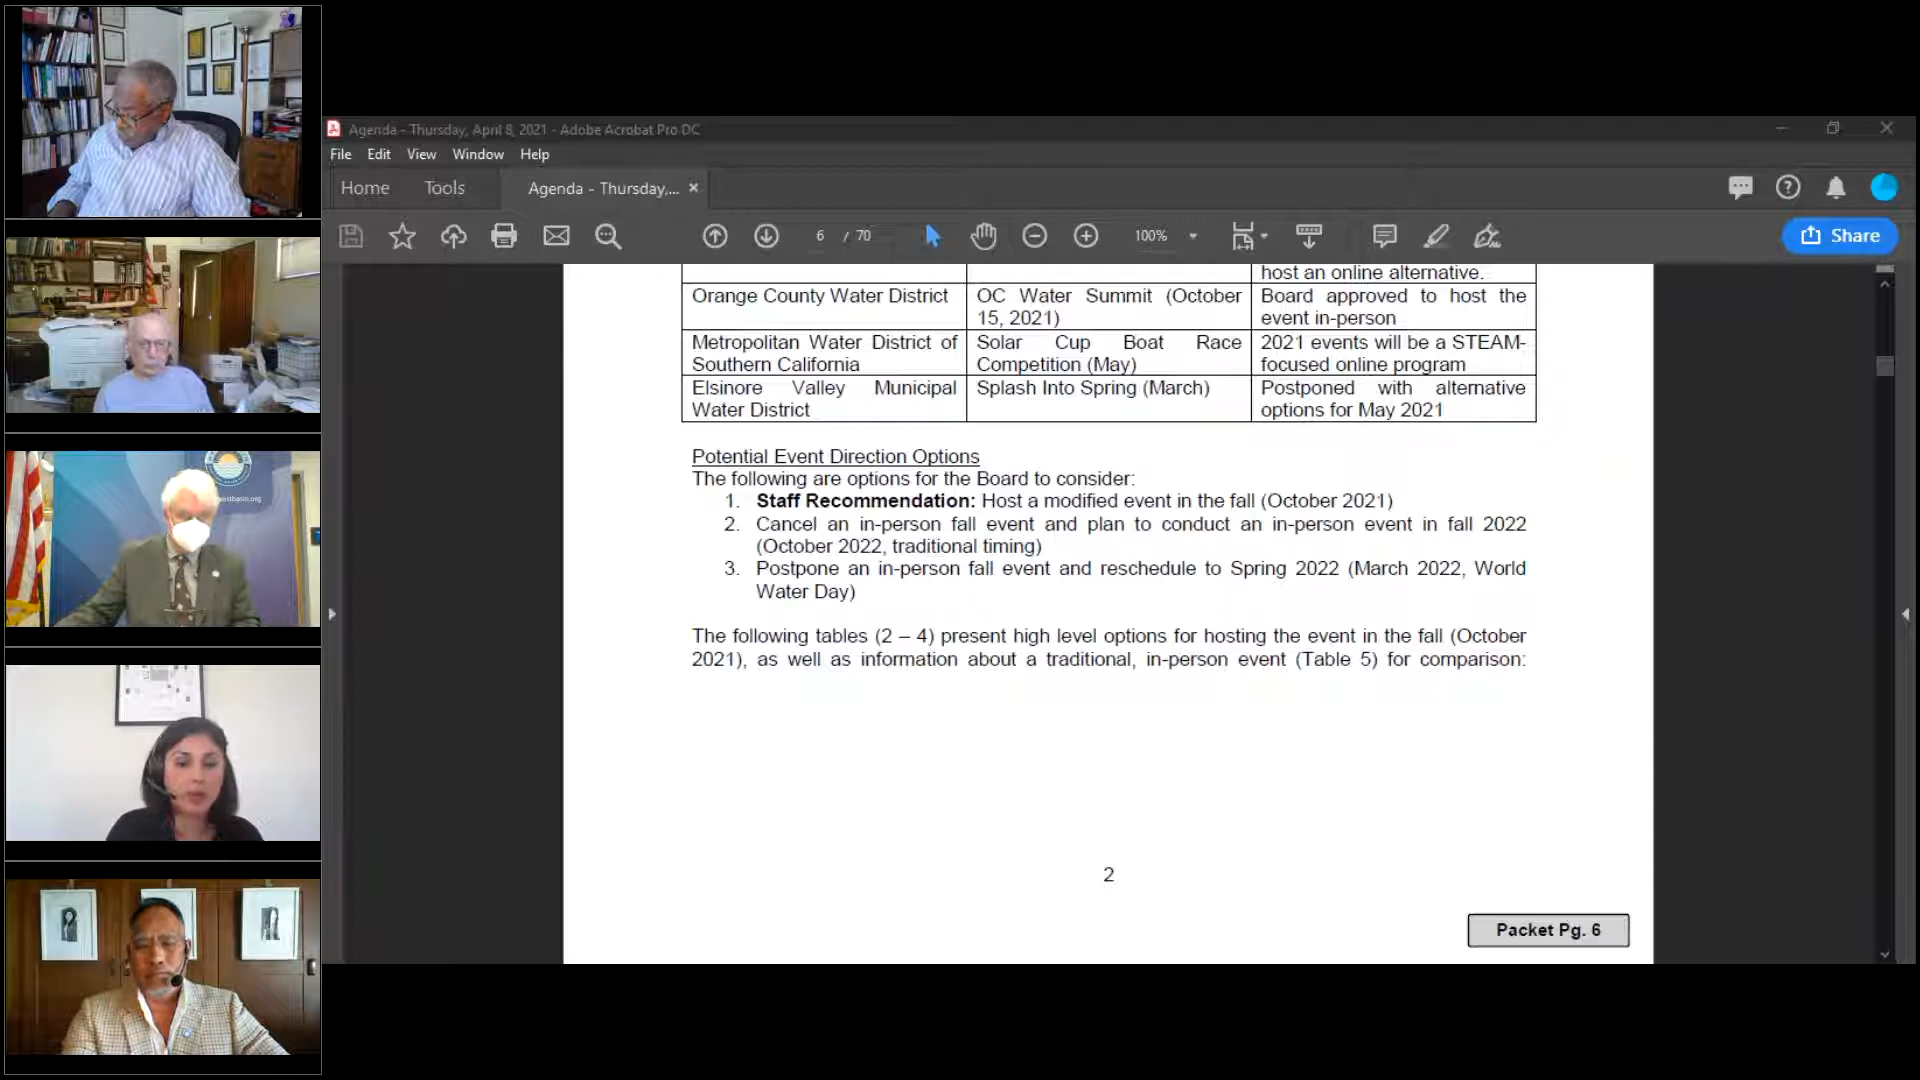 Agenda - Thursday, April 8, 2021 - Adobe Acrobat Pro DC
File Edit View Window Help
Home Tools Agenda - Thursday,... ×
6 / 70 100% Share
host an online alternative.
Orange County Water District
OC Water Summit (October
15, 2021)
Board approved to host the
event in-person
Metropolitan Water District of
Southern California
Solar Cup Boat Race
Competition (May)
2021 events will be a STEAM-
focused online program
Elsinore Valley Municipal
Water District
Splash Into Spring (March)
Postponed with alternative
options for May 2021
Potential Event Direction Options
The following are options for the Board to consider:
1. Staff Recommendation: Host a modified event in the fall (October 2021)
2. Cancel an in-person fall event and plan to conduct an in-person event in fall 2022
(October 2022, traditional timing)
3. Postpone an in-person fall event and reschedule to Spring 2022 (March 2022, World
Water Day)
The following tables (2 – 4) present high level options for hosting the event in the fall (October
2021), as well as information about a traditional, in-person event (Table 5) for comparison:
2
Packet Pg. 6